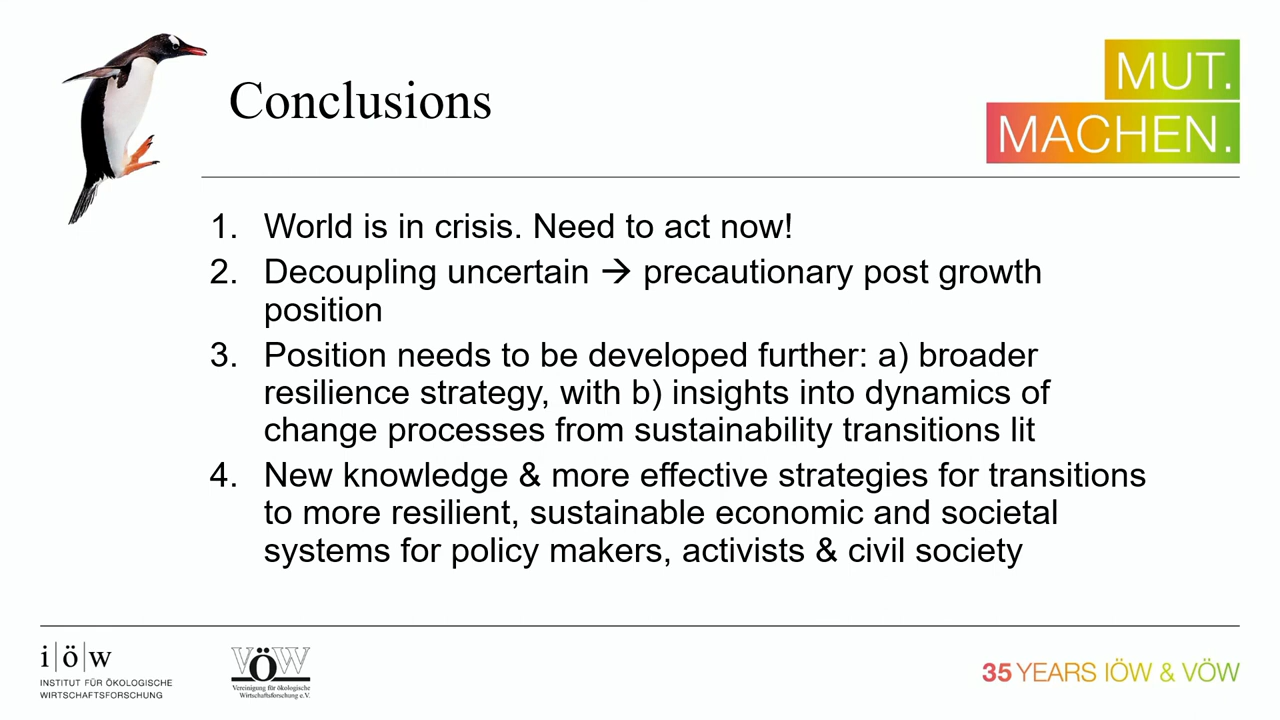 Conclusions
MUT.
MACHEN.
1. World is in crisis. Need to act now!
2. Decoupling uncertain → precautionary post growth
position
3. Position needs to be developed further: a) broader
resilience strategy, with b) insights into dynamics of
change processes from sustainability transitions lit
4. New knowledge & more effective strategies for transitions
to more resilient, sustainable economic and societal
systems for policy makers, activists & civil society
i|ö|w
INSTITUT FÜR ÖKOLOGISCHE
WIRTSCHAFTSFORSCHUNG
VÖW
Vereinigung für ökologische
Wirtschaftsforschung e.V.
35 YEARS IÖW & VÖW